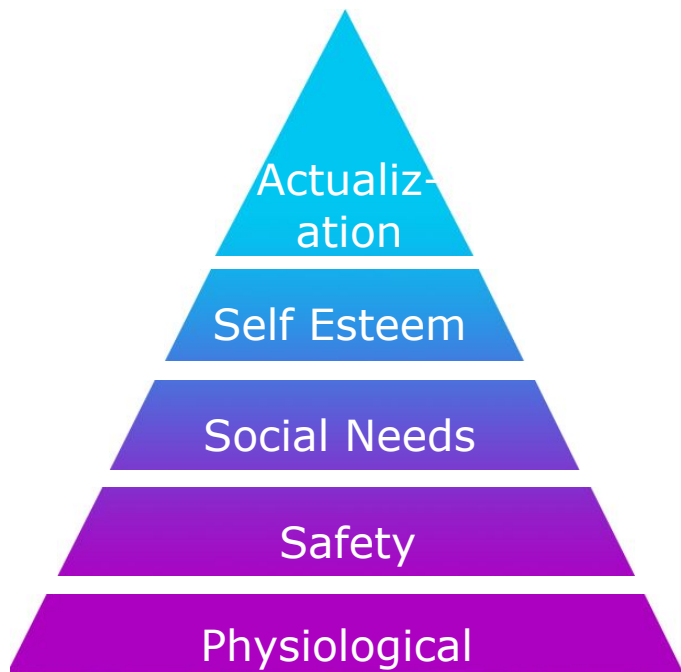 Actualiz-
ation
Self Esteem
Social Needs
Safety
Physiological